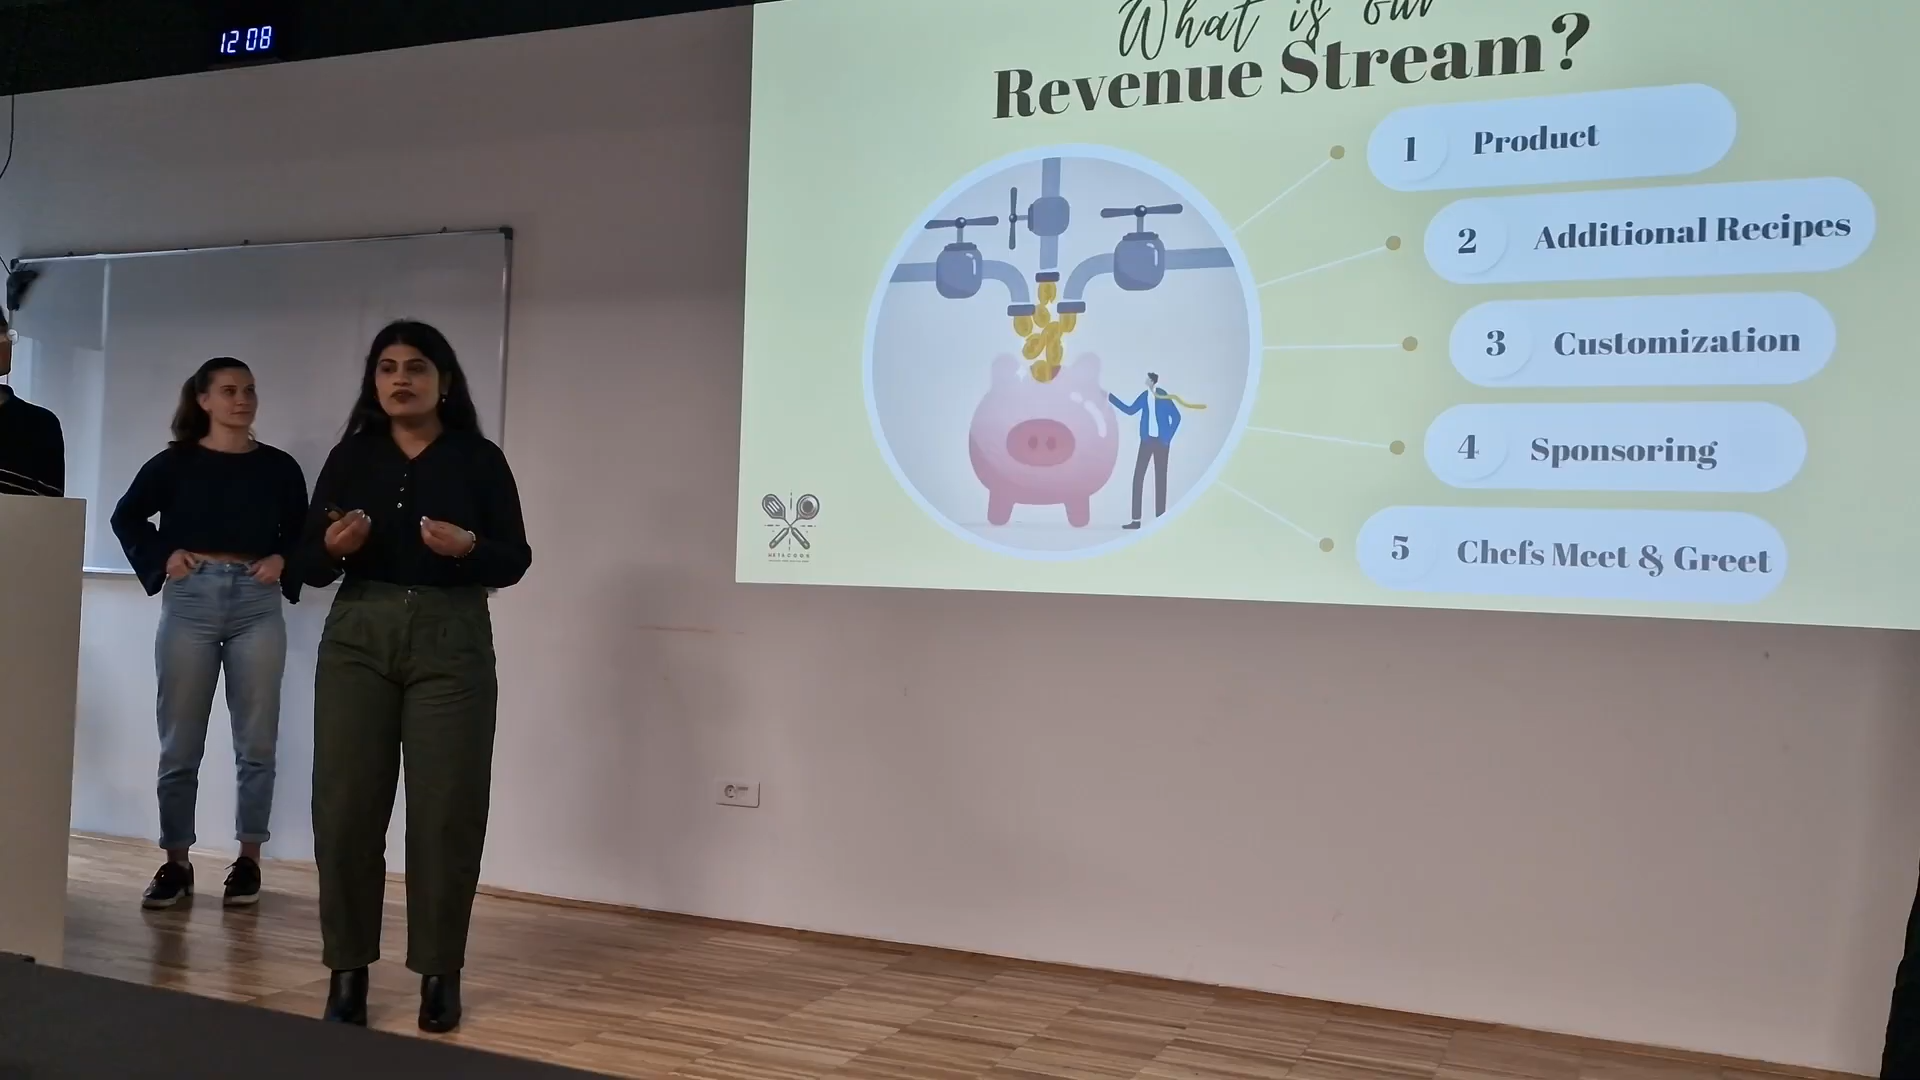 12 08
What is our
Revenue Stream?
1 Product
2 Additional Recipes
3 Customization
4 Sponsoring
5 Chefs Meet & Greet